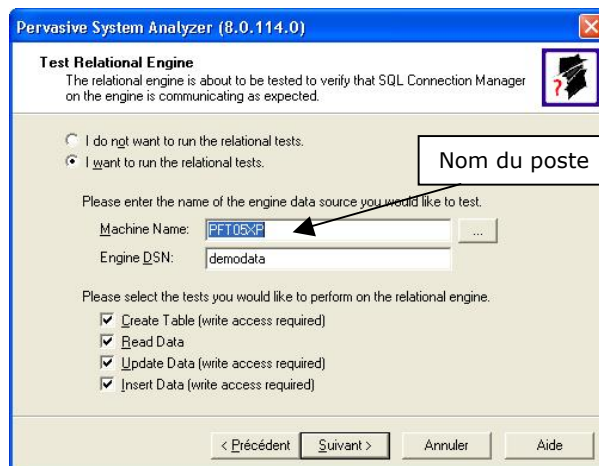 Pervasive System Analyzer (8.0.114.0)
Test Relational Engine
The relational engine is about to be tested to verify that SQL Connection Manager
on the engine is communicating as expected.
I do not want to run the relational tests.
I want to run the relational tests.
Nom du poste
Please enter the name of the engine data source you would like to test.
Machine Name: PFT05XP ...
Engine DSN: demodata
Please select the tests you would like to perform on the relational engine.
Create Table (write access required)
Read Data
Update Data (write access required)
Insert Data (write access required)
< Précédent Suivant > Annuler Aide